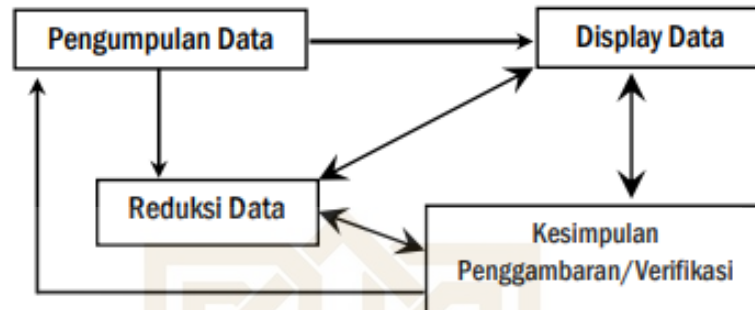 Pengumpulan Data
Display Data
Reduksi Data
Kesimpulan
Penggambaran/Verifikasi